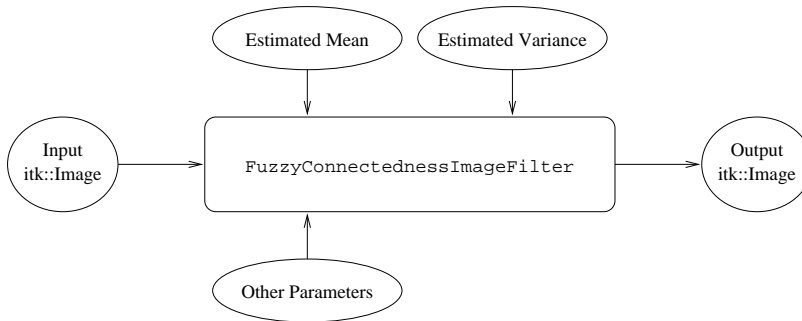 Estimated Mean
Estimated Variance
Input
itk::Image
FuzzyConnectednessImageFilter
Output
itk::Image
Other Parameters